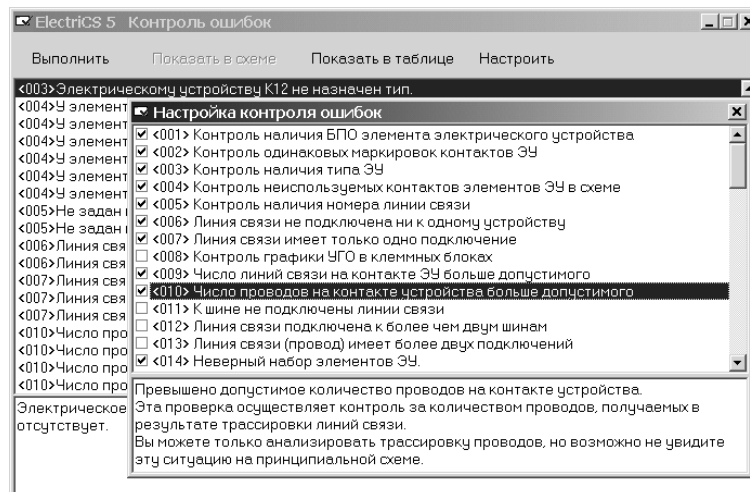 ElectriCS 5 Контроль ошибок
Выполнить Показать в схеме Показать в таблице Настроить
<003>Электрическому устройству K12 не назначен тип.
<004>У элемент
<004>У элемент
<004>У элемент
<004>У элемент
<004>У элемент
<004>У элемент
<005>Не задан
<005>Не задан
<006>Линия свя
<006>Линия свя
<007>Линия свя
<007>Линия свя
<007>Линия свя
<010>Число про
<010>Число про
<010>Число про
<010>Число про
Электрическое
отсутствует.
Настройка контроля ошибок
<001> Контроль наличия БПО элемента электрического устройства
<002> Контроль одинаковых маркировок контактов ЭУ
<003> Контроль наличия типа ЭУ
<004> Контроль неиспользуемых контактов элементов ЭУ в схеме
<005> Контроль наличия номера линии связи
<006> Линия связи не подключена ни к одному устройству
<007> Линия связи имеет только одно подключение
<008> Контроль графики УГО в клеммных блоках
<009> Число линий связи на контакте ЭУ больше допустимого
<010> Число проводов на контакте устройства больше допустимого
<011> К шине не подключены линии связи
<012> Линия связи подключена к более чем двум шинам
<013> Линия связи (провод) имеет более двух подключений
<014> Неверный набор элементов ЭУ.
Превышено допустимое количество проводов на контакте устройства.
Эта проверка осуществляет контроль за количеством проводов, получаемых в
результате трассировки линий связи.
Вы можете только анализировать трассировку проводов, но возможно не увидите
эту ситуацию на принципиальной схеме.